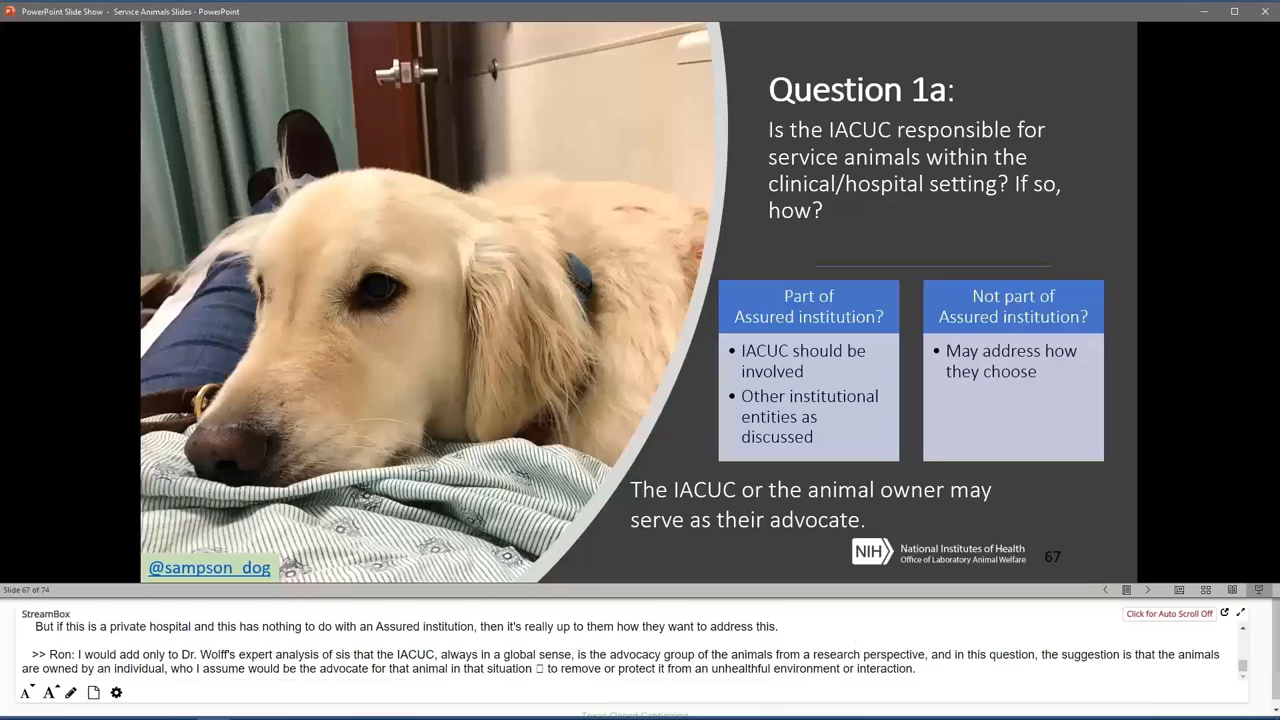 PowerPoint Slide Show - Service Animals Slides - PowerPoint
Question 1a:
Is the IACUC responsible for
service animals within the
clinical/hospital setting? If so,
how?
Part of
Assured institution?
• IACUC should be
involved
• Other institutional
entities as
discussed
Not part of
Assured institution?
• May address how
they choose
The IACUC or the animal owner may
serve as their advocate.
NIH National Institutes of Health
Office of Laboratory Animal Welfare
67
@sampson_dog
Slide 67 of 74
StreamBox
Click for Auto Scroll Off
But if this is a private hospital and this has nothing to do with an Assured institution, then it's really up to them how they want to address this.
>> Ron: I would add only to Dr. Wolff's expert analysis of sis that the IACUC, always in a global sense, is the advocacy group of the animals from a research perspective, and in this question, the suggestion is that the animals
are owned by an individual, who I assume would be the advocate for that animal in that situation to remove or protect it from an unhealthy environment or interaction.
A A
Texas Closed Captioning